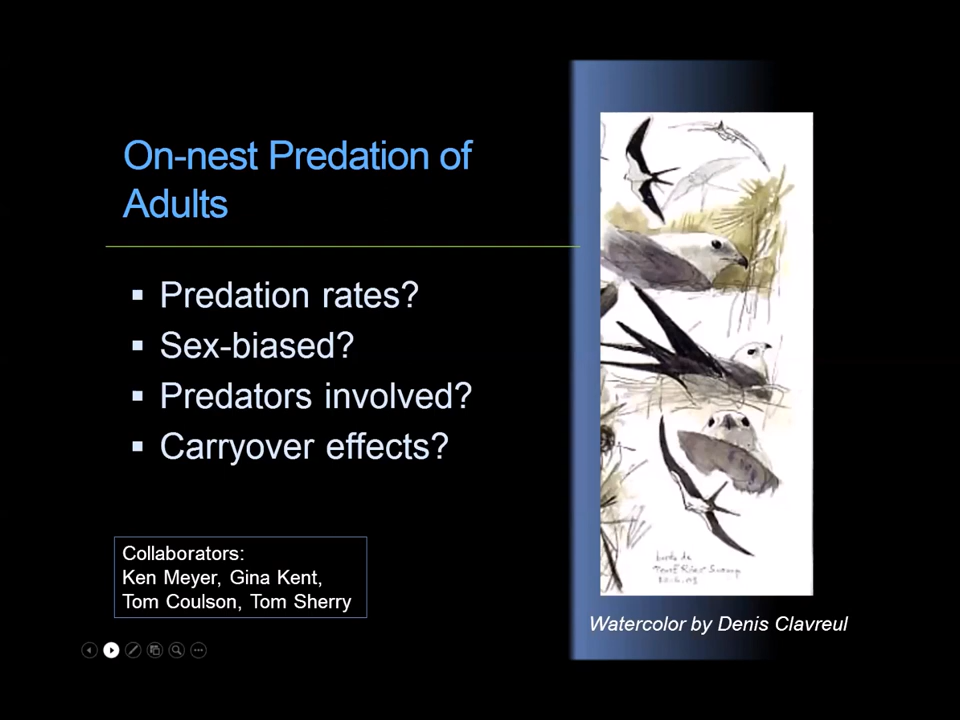 On-nest Predation of
Adults
▪ Predation rates?
▪ Sex-biased?
▪ Predators involved?
▪ Carryover effects?
Collaborators:
Ken Meyer, Gina Kent,
Tom Coulson, Tom Sherry
Watercolor by Denis Clavreul